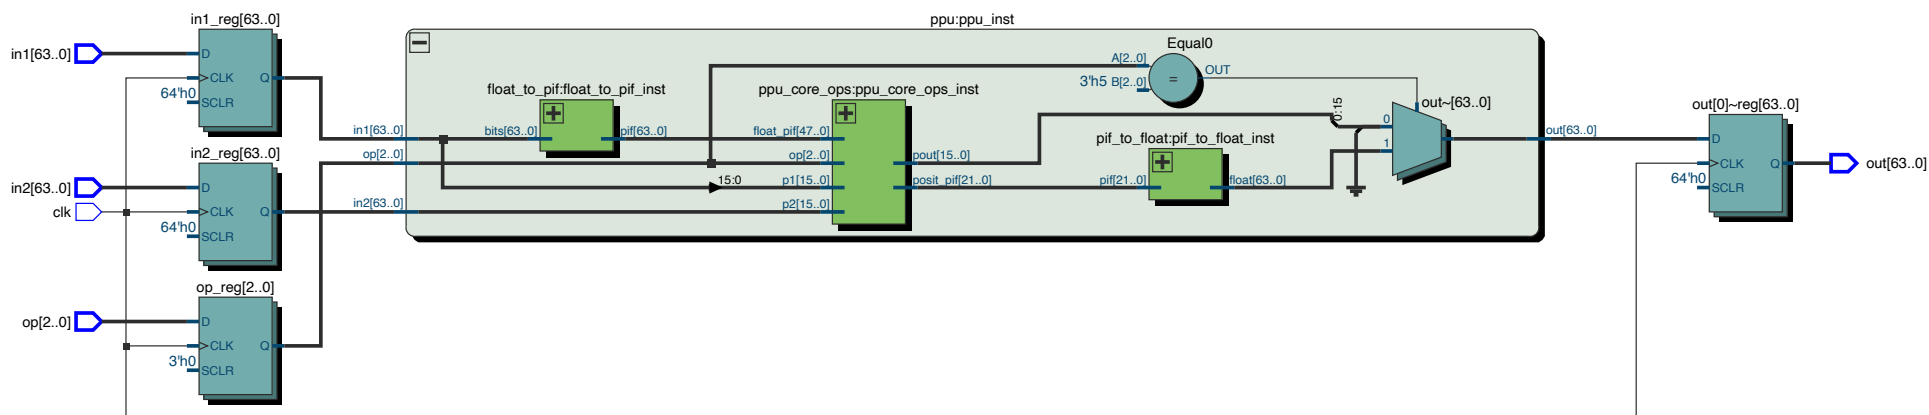 in1_reg[63..0]
in1[63..0]
D
CLK
Q
64'h0
SCLR
in2_reg[63..0]
in2[63..0]
D
clk
CLK
Q
64'h0
SCLR
op_reg[2..0]
op[2..0]
D
CLK
Q
3'h0
SCLR
ppu:ppu_inst
in1[63..0]
op[2..0]
in2[63..0]
float_to_pif:float_to_pif_inst
bits[63..0]
pif[63..0]
15:0
ppu_core_ops:ppu_core_ops_inst
float_pif[47..0]
op[2..0]
p1[15..0]
p2[15..0]
pout[15..0]
posit_pif[21..0]
Equal0
A[2..0]
3'h5 B[2..0]
=
OUT
pif_to_float:pif_to_float_inst
pif[21..0]
float[63..0]
0:15
out~[63..0]
0
1
out[63..0]
out[0]~reg[63..0]
D
CLK
Q
64'h0
SCLR
out[63..0]